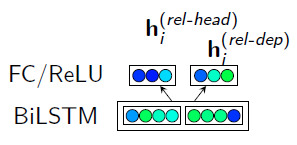 h_i^(rel-head)
h_i^(rel-dep)
FC/ReLU
BiLSTM